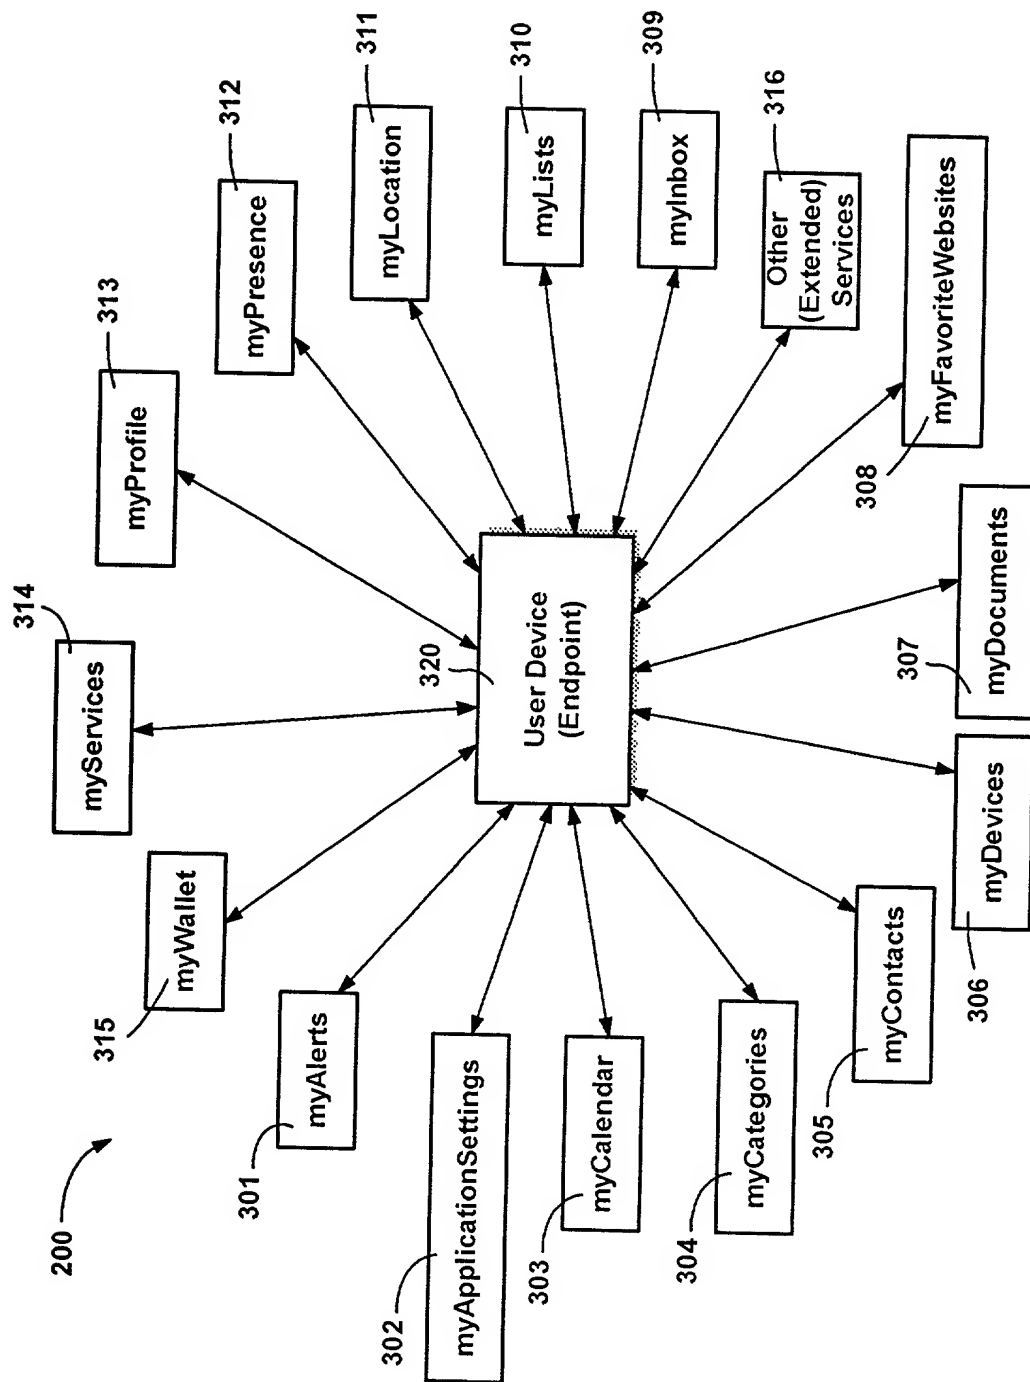 200
314
myServices
313
myProfile
312
myPresence
311
myLocation
310
myLists
309
myInbox
316
Other
(Extended)
Services
308
myFavoriteWebsites
307
myDocuments
306
myDevices
305
myContacts
304
myCategories
303
myCalendar
302
myApplicationSettings
301
myAlerts
315
myWallet
320
User Device
(Endpoint)